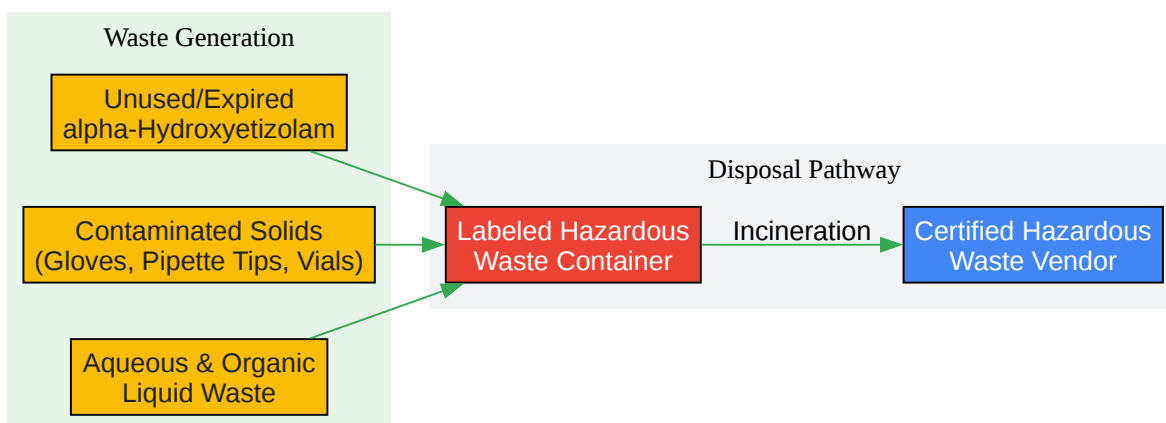 Waste Generation
Unused/Expired
alpha-Hydroxyetizolam
Contaminated Solids
(Gloves, Pipette Tips, Vials)
Aqueous & Organic
Liquid Waste
Disposal Pathway
Labeled Hazardous
Waste Container
Incineration
Certified Hazardous
Waste Vendor